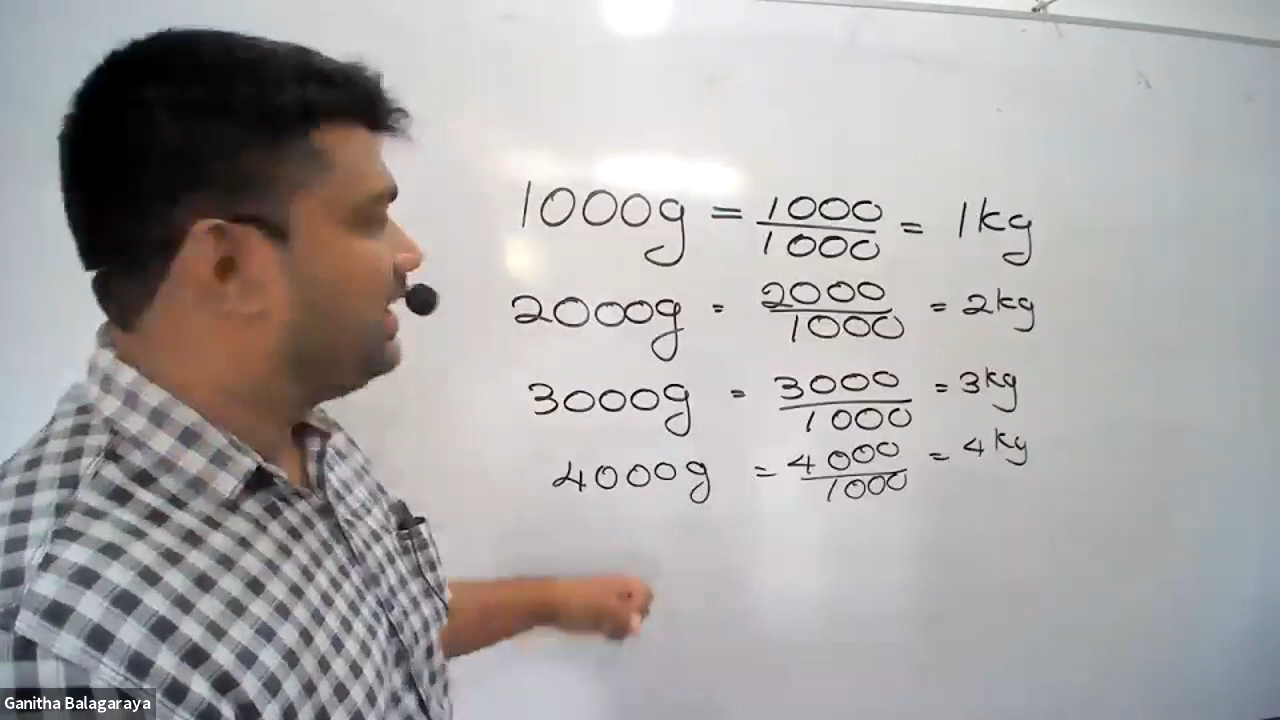 1000g = 1000/1000 = 1kg
2000g = 2000/1000 = 2kg
3000g = 3000/1000 = 3kg
4000g = 4000/1000 = 4kg
Ganitha Balagaraya